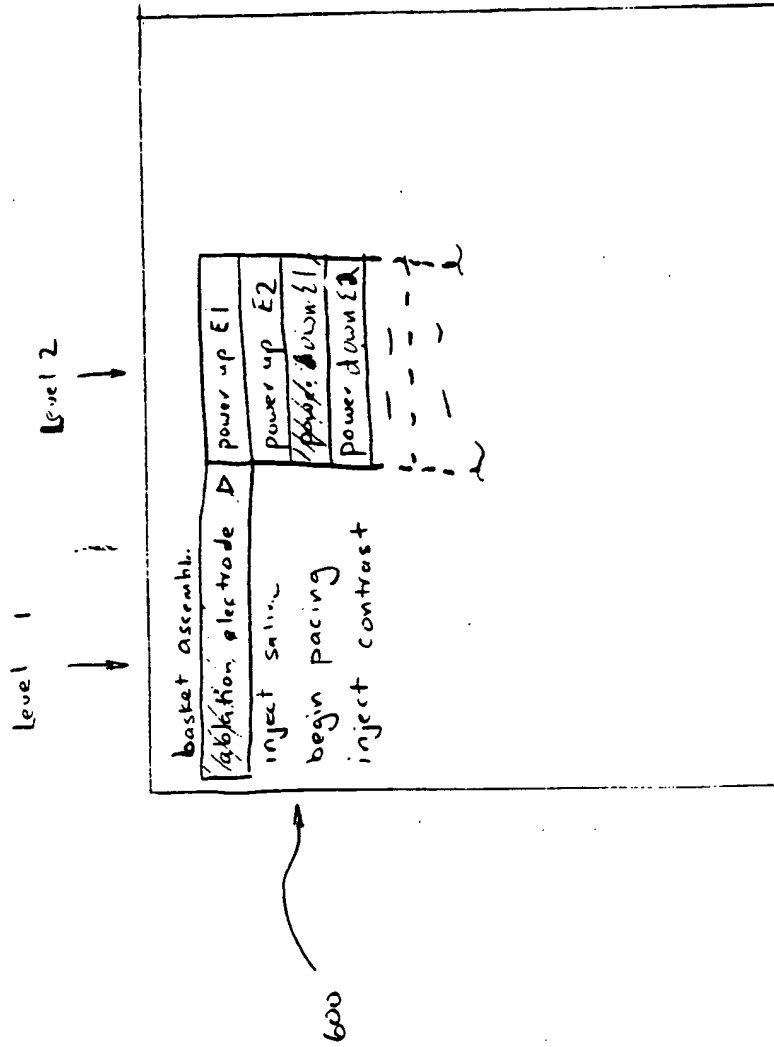 Level 1
Level 2
basket assembl..
ablation electrode ▷
inject saline
begin pacing
inject contrast
power up E1
power up E2
power down E1
power down E2
600